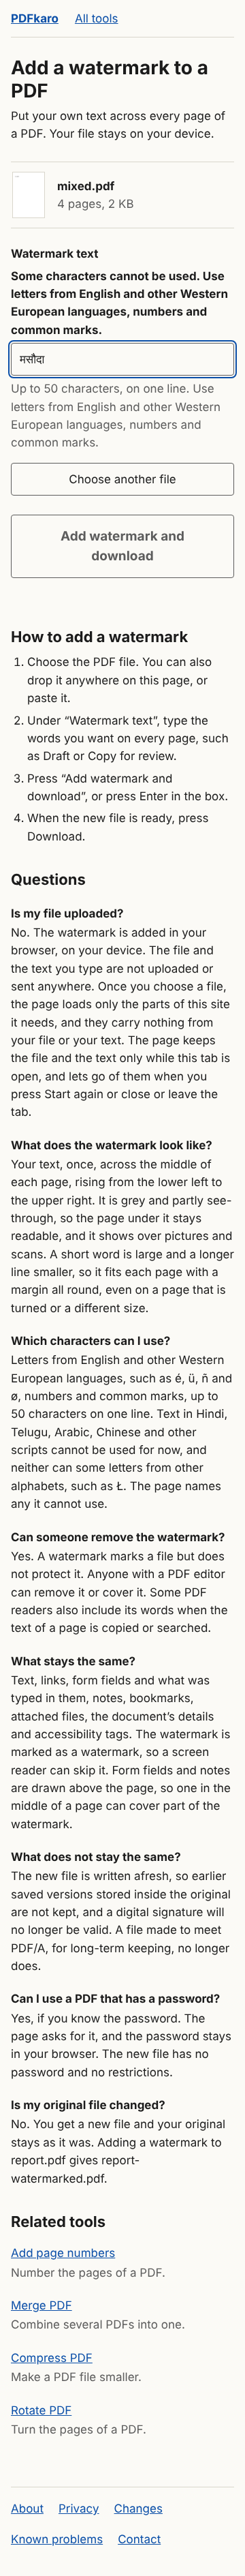 PDFkaro All tools
Add a watermark to a
PDF
Put your own text across every page of
a PDF. Your file stays on your device.
mixed.pdf
4 pages, 2 KB
Watermark text
Some characters cannot be used. Use
letters from English and other Western
European languages, numbers and
common marks.
मसौदा
Up to 50 characters, on one line. Use
letters from English and other Western
European languages, numbers and
common marks.
Choose another file
Add watermark and
download
How to add a watermark
1. Choose the PDF file. You can also
drop it anywhere on this page, or
paste it.
2. Under “Watermark text”, type the
words you want on every page, such
as Draft or Copy for review.
3. Press “Add watermark and
download”, or press Enter in the box.
4. When the new file is ready, press
Download.
Questions
Is my file uploaded?
No. The watermark is added in your
browser, on your device. The file and
the text you type are not uploaded or
sent anywhere. Once you choose a file,
the page loads only the parts of this site
it needs, and they carry nothing from
your file or your text. The page keeps
the file and the text only while this tab is
open, and lets go of them when you
press Start again or close or leave the
tab.
What does the watermark look like?
Your text, once, across the middle of
each page, rising from the lower left to
the upper right. It is grey and partly see-
through, so the page under it stays
readable, and it shows over pictures and
scans. A short word is large and a longer
line smaller, so it fits each page with a
margin all round, even on a page that is
turned or a different size.
Which characters can I use?
Letters from English and other Western
European languages, such as é, ü, ñ and
ø, numbers and common marks, up to
50 characters on one line. Text in Hindi,
Telugu, Arabic, Chinese and other
scripts cannot be used for now, and
neither can some letters from other
alphabets, such as Ł. The page names
any it cannot use.
Can someone remove the watermark?
Yes. A watermark marks a file but does
not protect it. Anyone with a PDF editor
can remove it or cover it. Some PDF
readers also include its words when the
text of a page is copied or searched.
What stays the same?
Text, links, form fields and what was
typed in them, notes, bookmarks,
attached files, the document’s details
and accessibility tags. The watermark is
marked as a watermark, so a screen
reader can skip it. Form fields and notes
are drawn above the page, so one in the
middle of a page can cover part of the
watermark.
What does not stay the same?
The new file is written afresh, so earlier
saved versions stored inside the original
are not kept, and a digital signature will
no longer be valid. A file made to meet
PDF/A, for long-term keeping, no longer
does.
Can I use a PDF that has a password?
Yes, if you know the password. The
page asks for it, and the password stays
in your browser. The new file has no
password and no restrictions.
Is my original file changed?
No. You get a new file and your original
stays as it was. Adding a watermark to
report.pdf gives report-
watermarked.pdf.
Related tools
Add page numbers
Number the pages of a PDF.
Merge PDF
Combine several PDFs into one.
Compress PDF
Make a PDF file smaller.
Rotate PDF
Turn the pages of a PDF.
About Privacy Changes
Known problems Contact